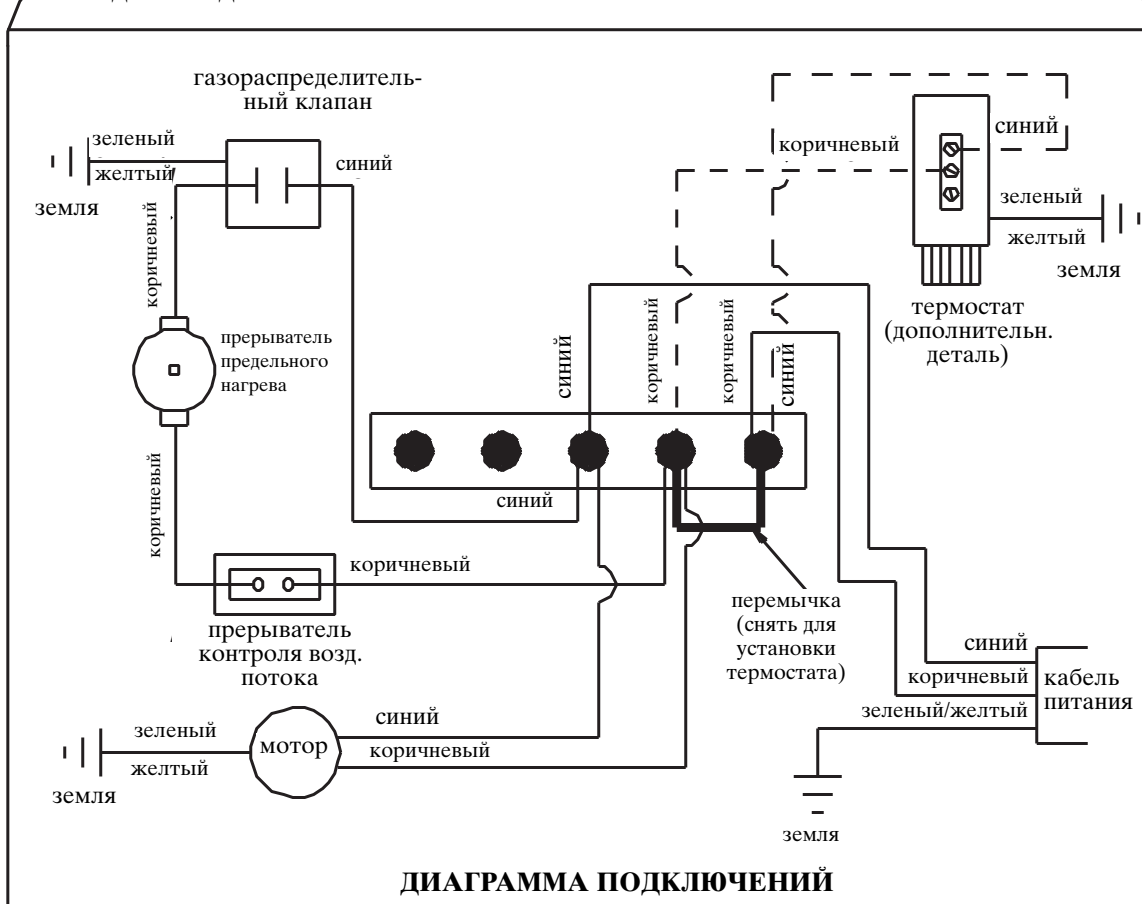 газораспределитель-
ный клапан
зеленый
желтый
земля
синий
коричневый
прерыватель
предельного
нагрева
коричневый
коричневый
синий
зеленый
желтый
земля
термостат
(дополнительн.
деталь)
синий
коричневый
коричневый
синий
синий
коричневый
прерыватель
контроля возд.
потока
перемычка
(снять для
установки
термостата)
синий
коричневый
зеленый/желтый
кабель
питания
земля
зеленый
желтый
земля
мотор
синий
коричневый
ДИАГРАММА ПОДКЛЮЧЕНИЙ